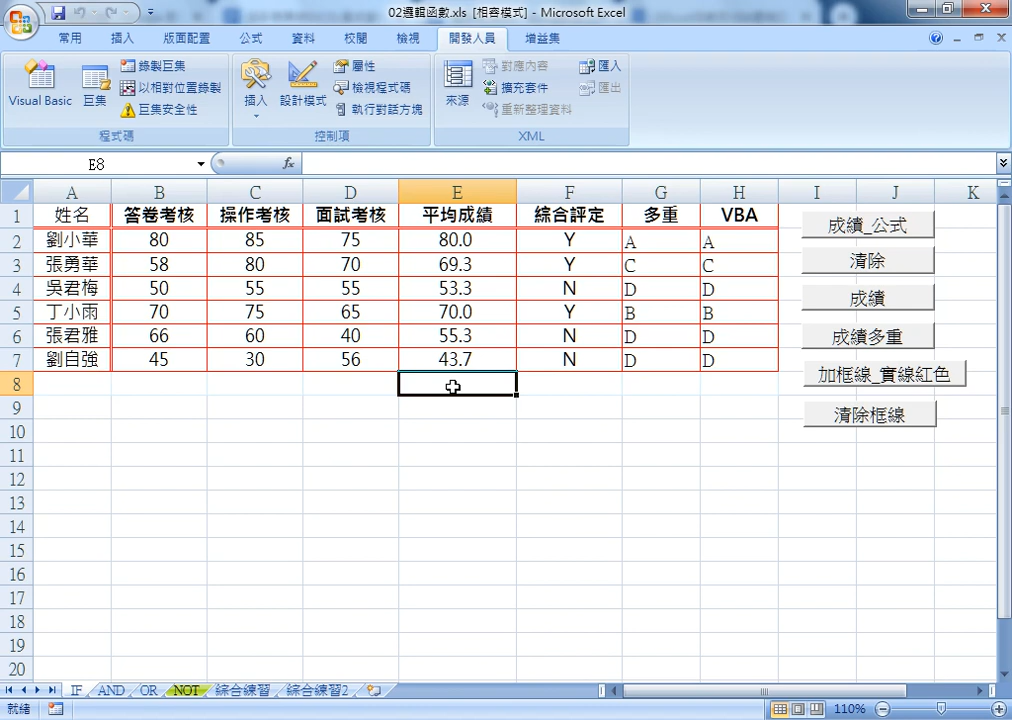 02邏輯函數.xls [相容模式] - Microsoft Excel
常用 插入 版面配置 公式 資料 校閱 檢視 開發人員 增益集
Visual Basic 巨集 錄製巨集 以相對位置錄製 巨集安全性 程式碼
插入 設計模式 屬性 檢視程式碼 執行對話方塊 控制項
來源 對應內容 擴充套件 重新整理資料 匯入 匯出 XML
E8 fx
A B C D E F G H I J K
1 姓名 答卷考核 操作考核 面試考核 平均成績 綜合評定 多重 VBA
2 劉小華 80 85 75 80.0 Y A A
3 張勇華 58 80 70 69.3 Y C C
4 吳君梅 50 55 55 53.3 N D D
5 丁小雨 70 75 65 70.0 Y B B
6 張君雅 66 60 40 55.3 N D D
7 劉自強 45 30 56 43.7 N D D
8
9
10
11
12
13
14
15
16
17
18
19
20
成績_公式
清除
成績
成績多重
加框線_實線紅色
清除框線
IF AND OR NOT 綜合練習 綜合練習2
就緒 110%